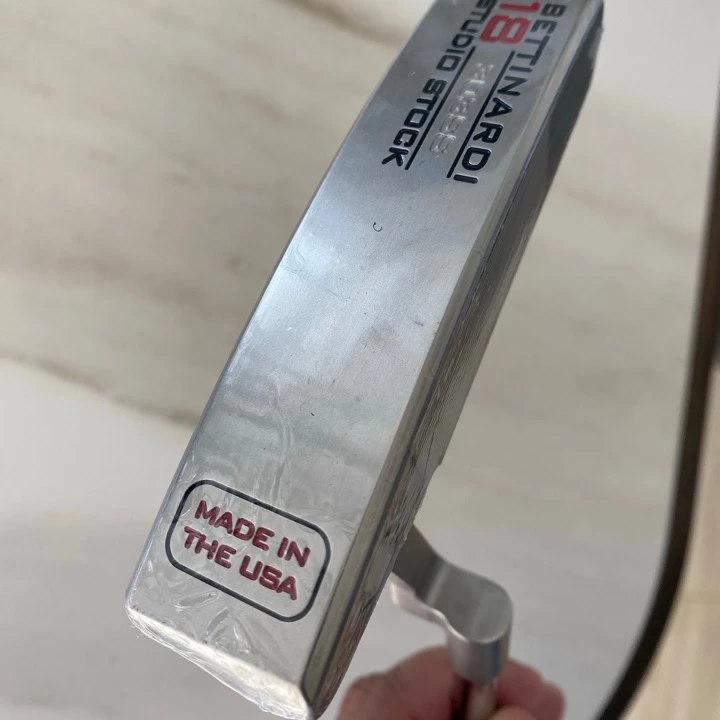 BETTINARDI
18
STUDIO STOCK
MADE IN
THE USA